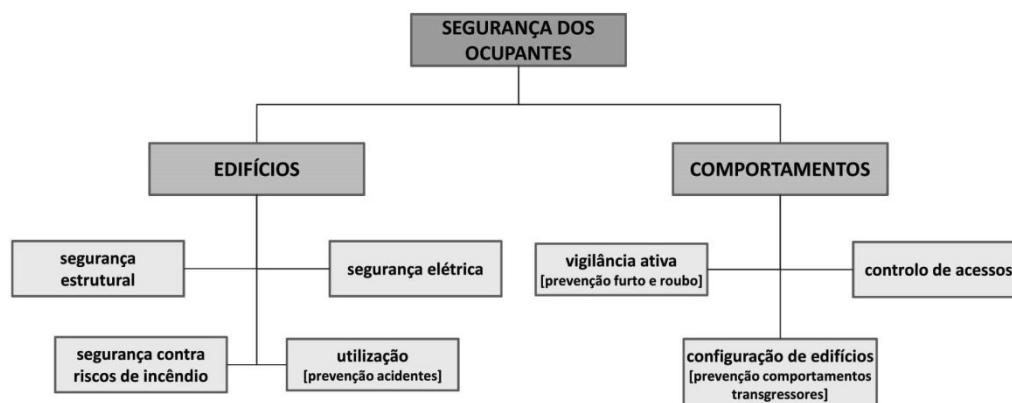 SEGURANÇA DOS
OCUPANTES
EDIFÍCIOS
COMPORTAMENTOS
segurança
estrutural
segurança elétrica
vigilância ativa
[prevenção furto e roubo]
controlo de acessos
segurança contra
riscos de incêndio
utilização
[prevenção acidentes]
configuração de edifícios
[prevenção comportamentos
transgressores]